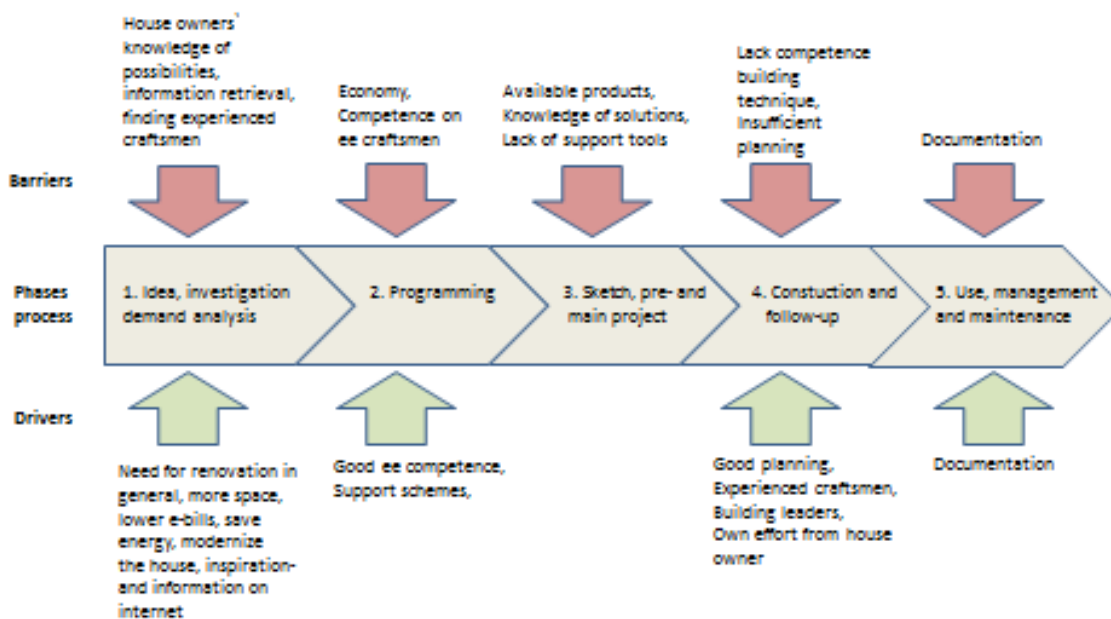 House owners`
knowledge of
possibilities,
information retrieval,
finding experienced
craftsmen
Economy,
Competence on
ee craftsmen
Available products,
Knowledge of solutions,
Lack of support tools
Lack competence
building
technique,
Insufficient
planning
Documentation
Barriers
Phases
process
1. Idea, investigation
demand analysis
2. Programming
3. Sketch, pre- and
main project
4. Constuction and
follow-up
5. Use, management
and maintenance
Drivers
Need for renovation in
general, more space,
lower e-bills, save
energy, modernize
the house, inspiration-
and information on
internet
Good ee competence,
Support schemes,
Good planning,
Experienced craftsmen,
Building leaders,
Own effort from house
owner
Documentation